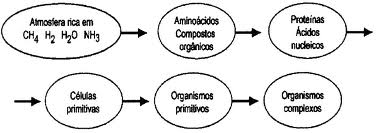 Atmosfera rica em
CH4 H2 H2O NH3
Aminoácidos
Compostos
orgânicos
Proteínas
Ácidos
nucleicos
Células
primitivas
Organismos
primitivos
Organismos
complexos